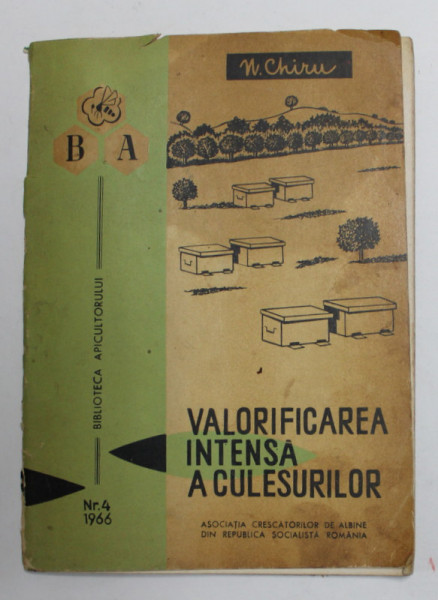 N. Chiru
B A
BIBLIOTECA APICULTORULUI
Nr. 4
1966
VALORIFICAREA
INTENSĂ
A CULESURILOR
ASOCIAȚIA CRESCĂTORILOR DE ALBINE
DIN REPUBLICA SOCIALISTĂ ROMÂNIA